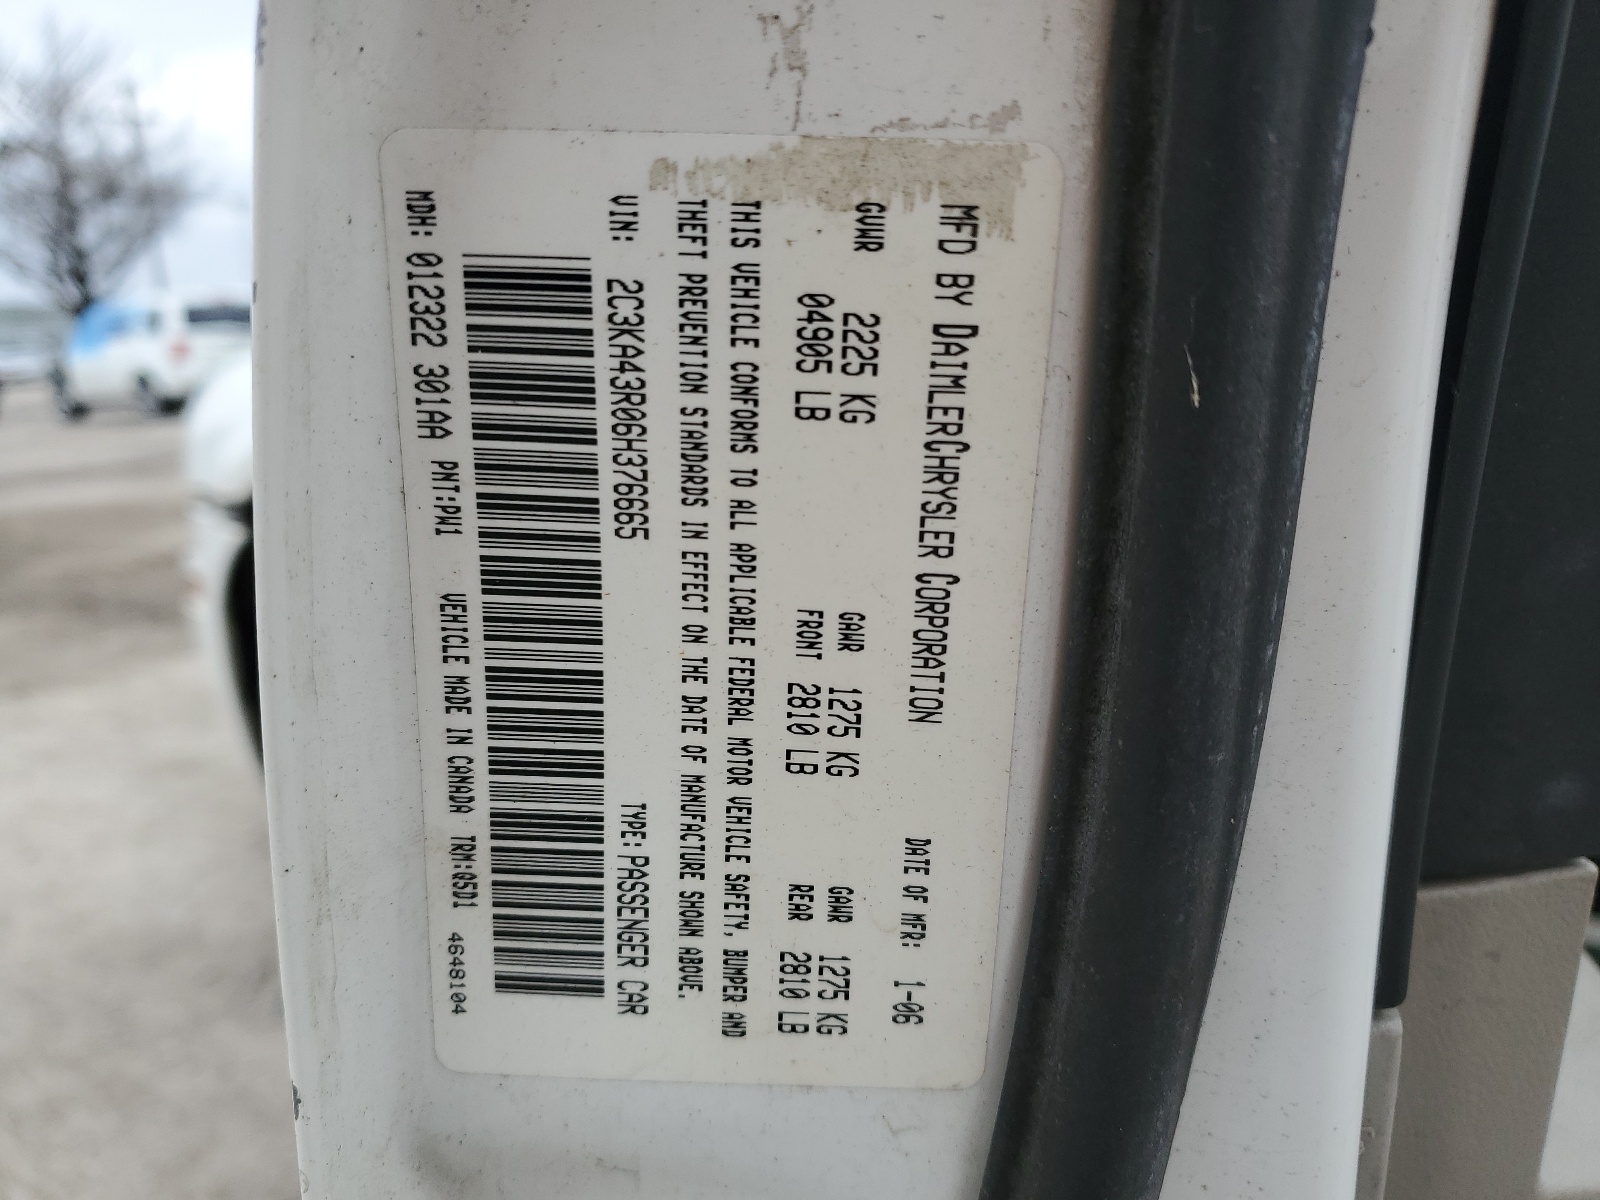 MFD BY DAIMLERCHRYSLER CORPORATION DATE OF MFR: 1-06
GVWR 2225 KG GAWR 1275 KG GAWR 1275 KG
04905 LB FRONT 2810 LB REAR 2810 LB
THIS VEHICLE CONFORMS TO ALL APPLICABLE FEDERAL MOTOR VEHICLE SAFETY, BUMPER AND
THEFT PREVENTION STANDARDS IN EFFECT ON THE DATE OF MANUFACTURE SHOWN ABOVE.
VIN: 2C3KA43R06H376665 TYPE: PASSENGER CAR
MDH: 012322 301AA PNT:PW1 VEHICLE MADE IN CANADA TRM:Q5D1 4648104